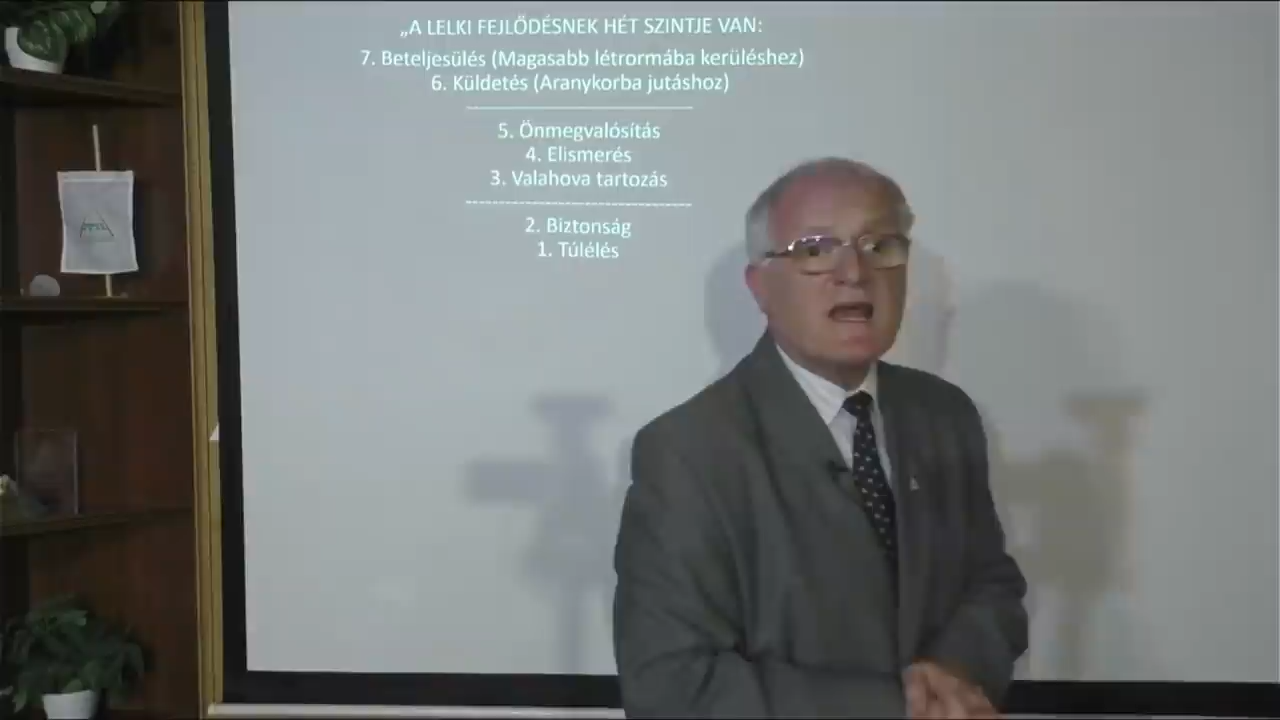 „A LELKI FEJLŐDÉSNEK HÉT SZINTJE VAN:
7. Beteljesülés (Magasabb létrormába kerüléshez)
6. Küldetés (Aranykorba jutáshoz)
5. Önmegvalósítás
4. Elismerés
3. Valahova tartozás
2. Biztonság
1. Túlélés